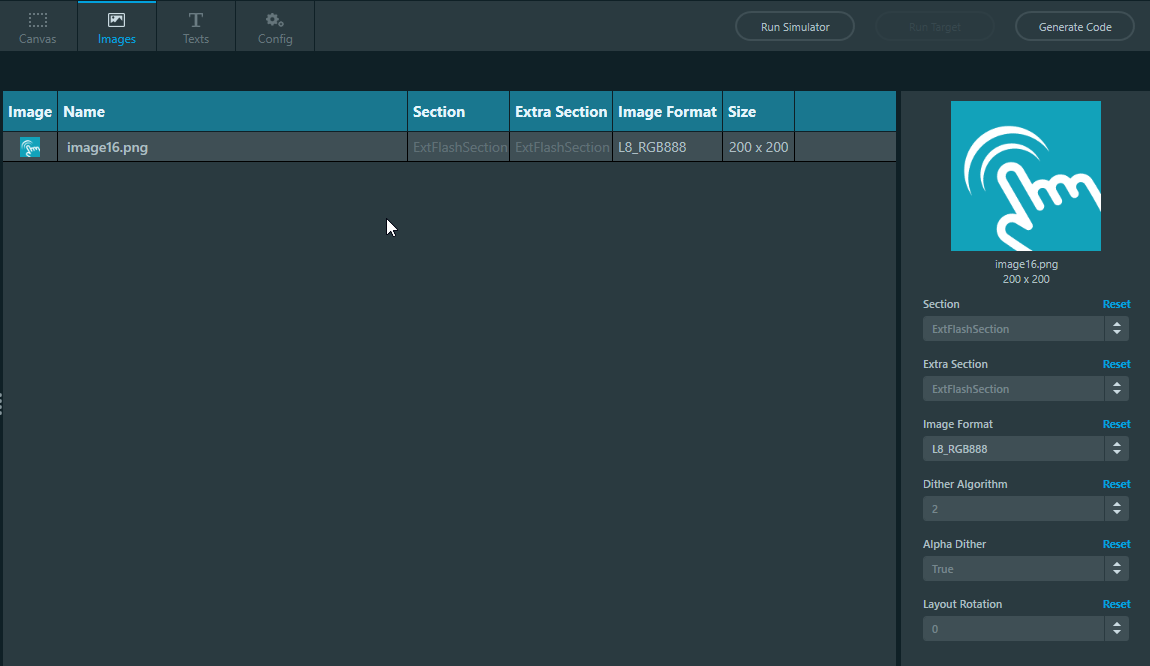 Canvas Images Texts Config Run Simulator Run Target Generate Code
Image Name Section Extra Section Image Format Size
image16.png ExtFlashSection ExtFlashSection L8_RGB888 200 x 200
image16.png
200 x 200
Section Reset
ExtFlashSection
Extra Section Reset
ExtFlashSection
Image Format Reset
L8_RGB888
Dither Algorithm Reset
2
Alpha Dither Reset
True
Layout Rotation Reset
0